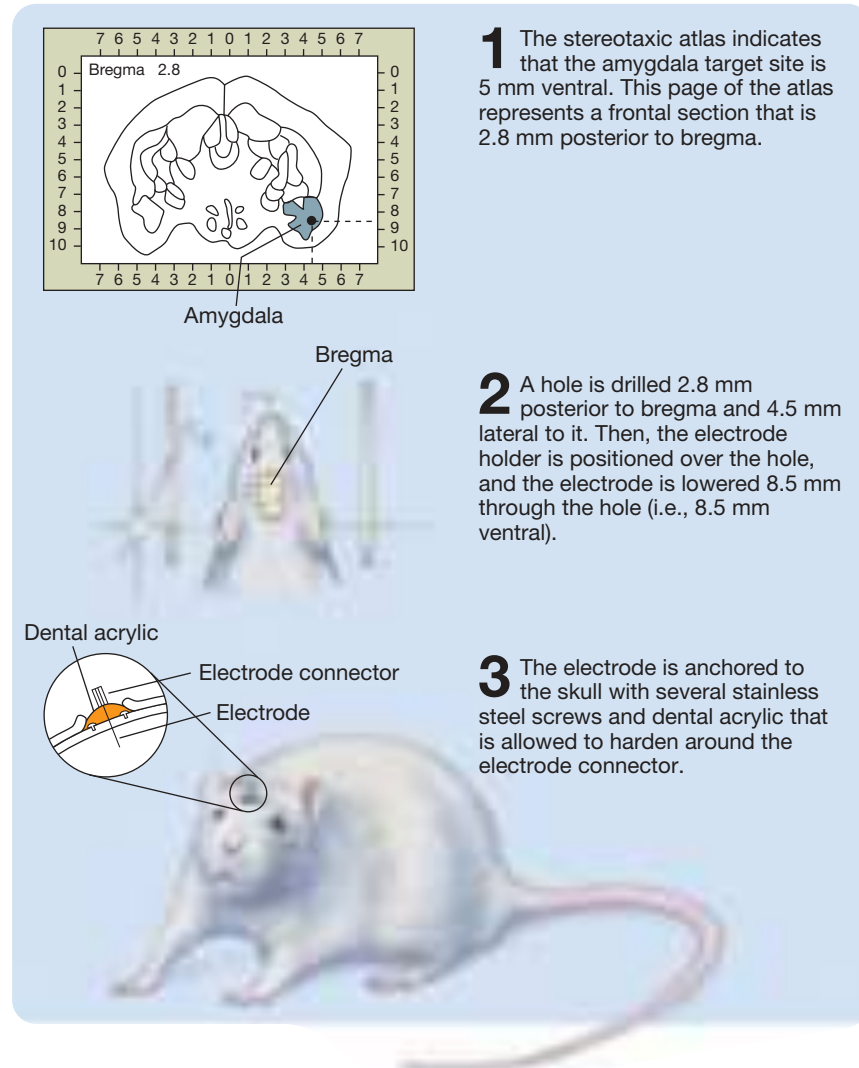 7 6 5 4 3 2 1 0 1 2 3 4 5 6 7
Bregma 2.8
0 0
1 1
2 2
3 3
4 4
5 5
6 6
7 7
8 8
9 9
10 10
7 6 5 4 3 2 1 0 1 2 3 4 5 6 7
Amygdala
1 The stereotaxic atlas indicates
that the amygdala target site is
5 mm ventral. This page of the atlas
represents a frontal section that is
2.8 mm posterior to bregma.
Bregma
2 A hole is drilled 2.8 mm
posterior to bregma and 4.5 mm
lateral to it. Then, the electrode
holder is positioned over the hole,
and the electrode is lowered 8.5 mm
through the hole (i.e., 8.5 mm
ventral).
Dental acrylic
Electrode connector
Electrode
3 The electrode is anchored to
the skull with several stainless
steel screws and dental acrylic that
is allowed to harden around the
electrode connector.